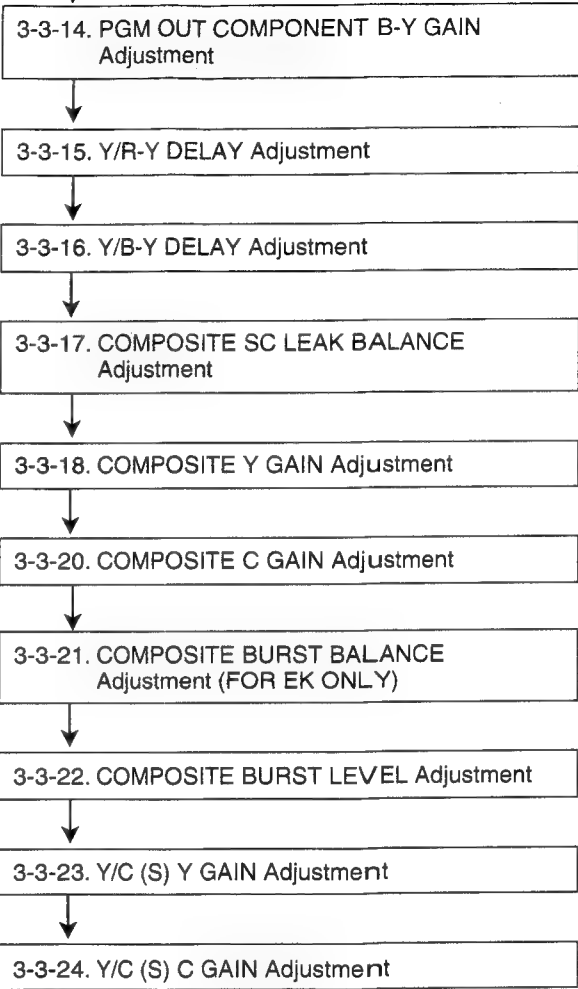 3-3-14. PGM OUT COMPONENT B-Y GAIN
Adjustment
3-3-15. Y/R-Y DELAY Adjustment
3-3-16. Y/B-Y DELAY Adjustment
3-3-17. COMPOSITE SC LEAK BALANCE
Adjustment
3-3-18. COMPOSITE Y GAIN Adjustment
3-3-20. COMPOSITE C GAIN Adjustment
3-3-21. COMPOSITE BURST BALANCE
Adjustment (FOR EK ONLY)
3-3-22. COMPOSITE BURST LEVEL Adjustment
3-3-23. Y/C (S) Y GAIN Adjustment
3-3-24. Y/C (S) C GAIN Adjustment